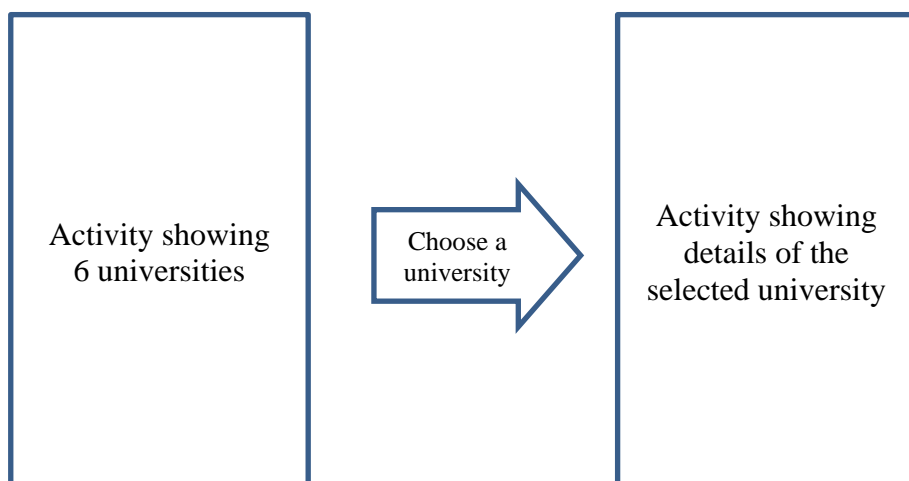 Activity showing
6 universities
Choose a
university
Activity showing
details of the
selected university